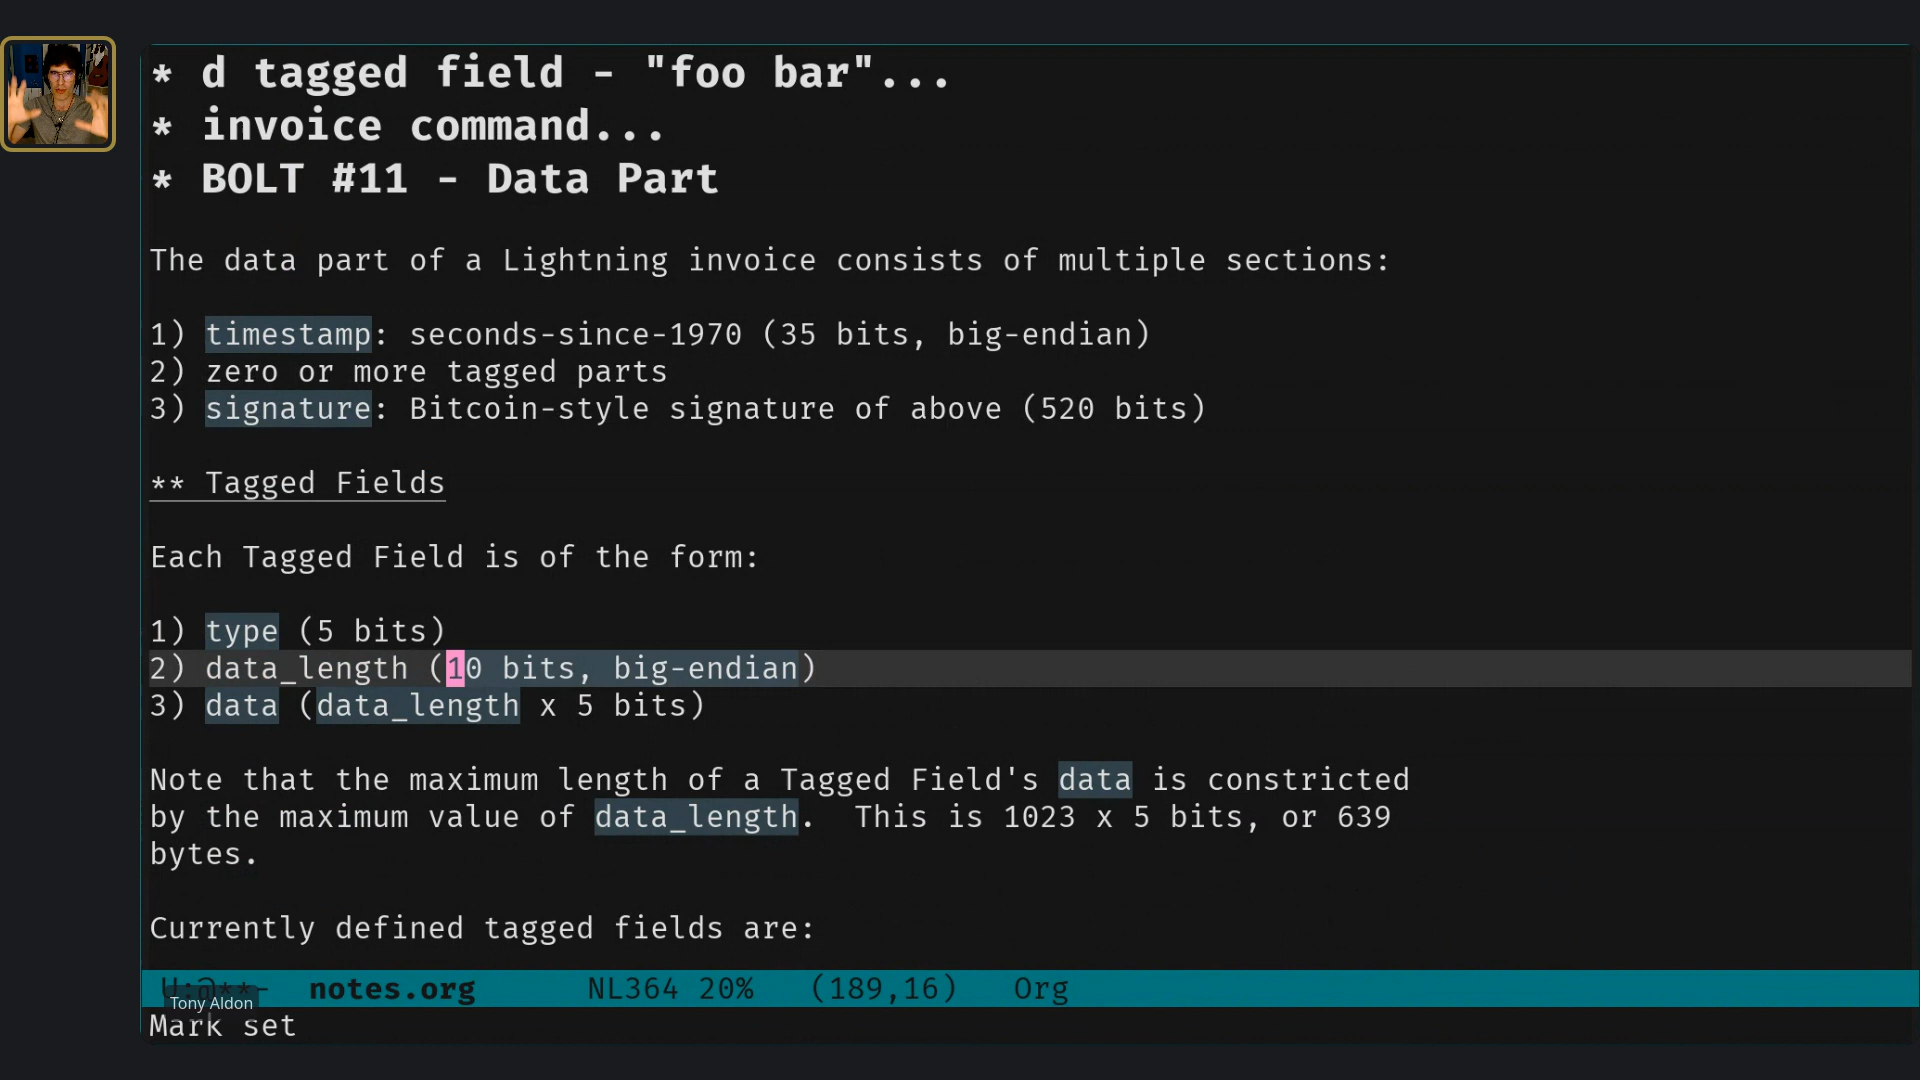 * d tagged field - "foo bar"...
* invoice command...
* BOLT #11 - Data Part
The data part of a Lightning invoice consists of multiple sections:
1) timestamp: seconds-since-1970 (35 bits, big-endian)
2) zero or more tagged parts
3) signature: Bitcoin-style signature of above (520 bits)
** Tagged Fields
Each Tagged Field is of the form:
1) type (5 bits)
2) data_length (10 bits, big-endian)
3) data (data_length x 5 bits)
Note that the maximum length of a Tagged Field's data is constricted
by the maximum value of data_length.  This is 1023 x 5 bits, or 639
bytes.
Currently defined tagged fields are:
U:@**- notes.org NL364 20% (189,16) Org
Tony Aldon
Mark set